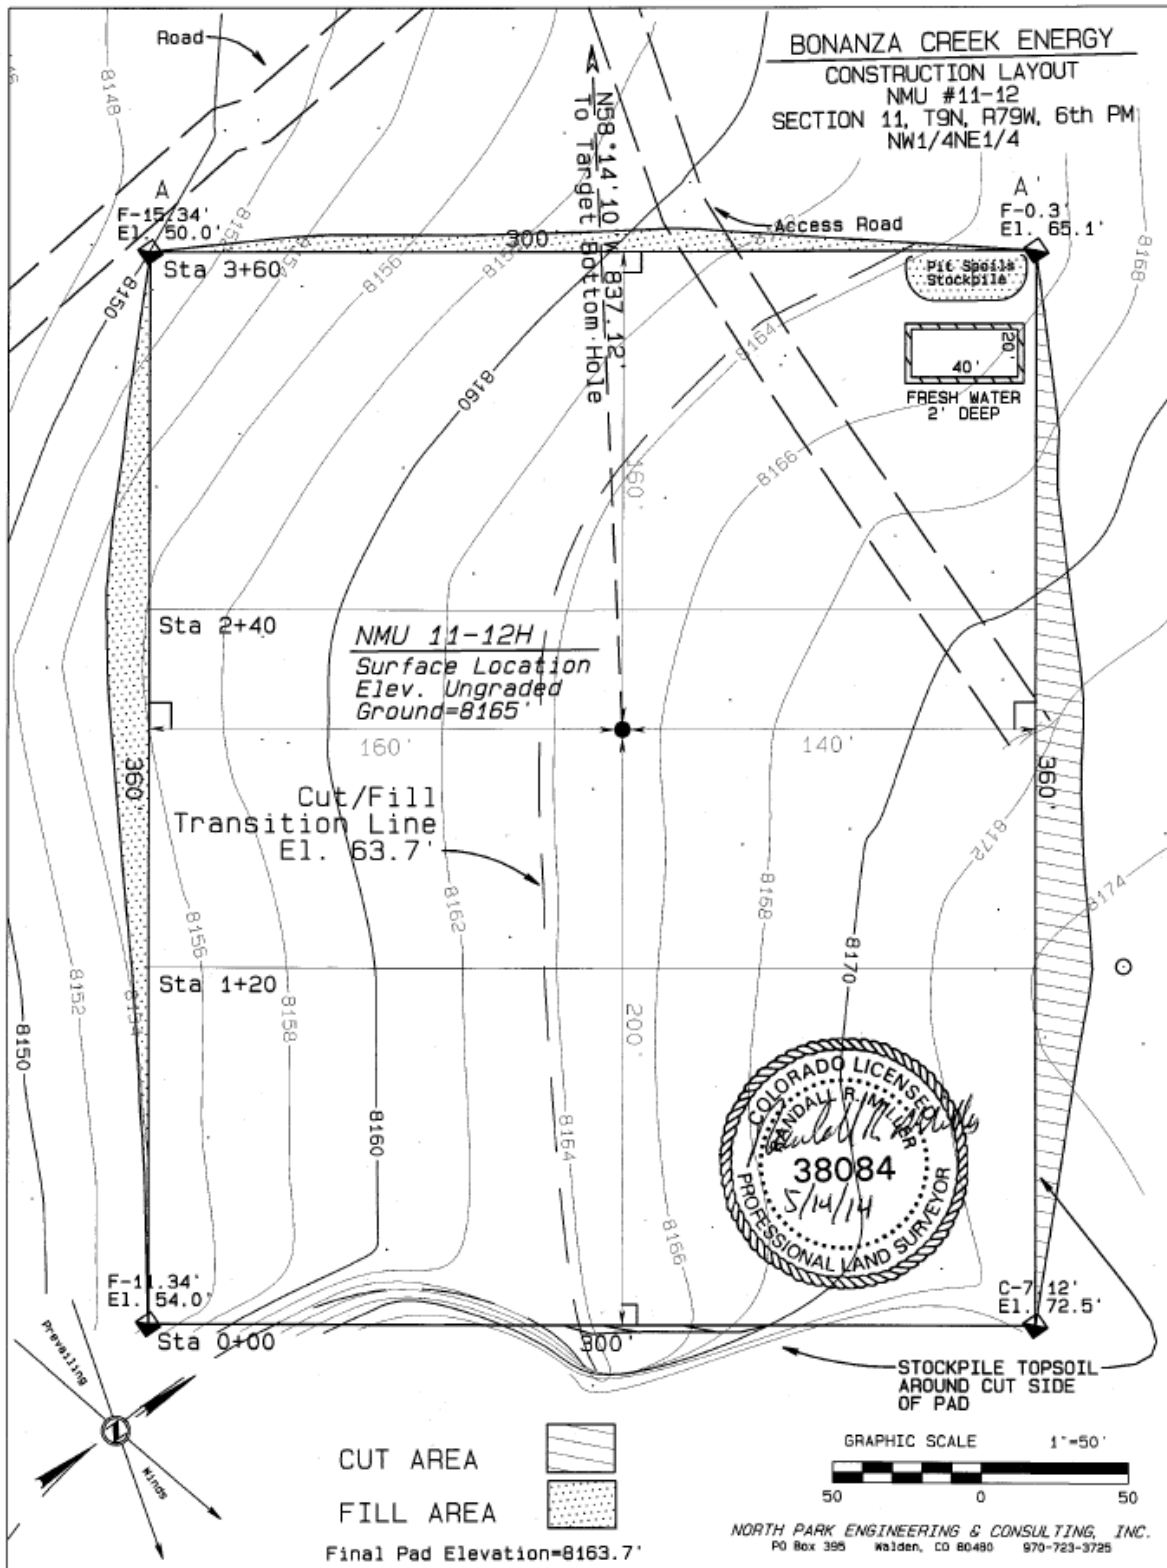 BONANZA CREEK ENERGY
CONSTRUCTION LAYOUT
NMU #11-12
SECTION 11, T9N, R79W, 6th PM
NW1/4NE1/4
Road
8148
N58°14'10"W 837.12'
To Target Bottom Hole
A
F-15.34'
El. 50.0'
A'
F-0.3'
El. 65.1'
Access Road
300'
Sta 3+60
Pit Spoils
Stockpile
8168
8150
8152
8154
8156
8160
8164
20'
40'
FRESH WATER
2' DEEP
160'
8166
Sta 2+40
NMU 11-12H
Surface Location
Elev. Ungraded
Ground=8165'
160'
140'
360'
360'
Cut/Fill
Transition Line
El. 63.7'
8172
8174
8156
8162
8168
8170
Sta 1+20
8150
8152
8154
8158
200'
8160
8164
8166
COLORADO LICENSED
RANDALL R. MILLER
38084
5/14/14
PROFESSIONAL LAND SURVEYOR
F-11.34'
El. 54.0'
C-7.12'
El. 72.5'
Sta 0+00
300'
STOCKPILE TOPSOIL
AROUND CUT SIDE
OF PAD
Prevailing
Winds
CUT AREA
FILL AREA
Final Pad Elevation=8163.7'
GRAPHIC SCALE 1"=50'
50 0 50
NORTH PARK ENGINEERING & CONSULTING, INC.
PO Box 395 Walden, CO 80480 970-723-3725